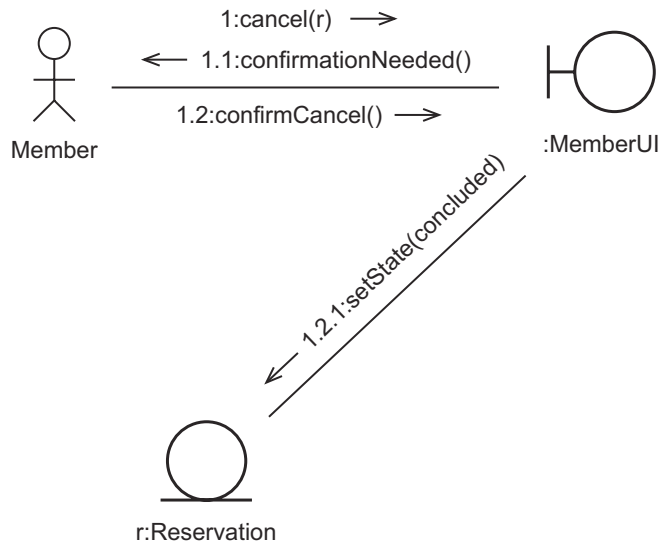 1:cancel(r)
1.1:confirmationNeeded()
1.2:confirmCancel()
Member
:MemberUI
1.2.1:setState(concluded)
r:Reservation